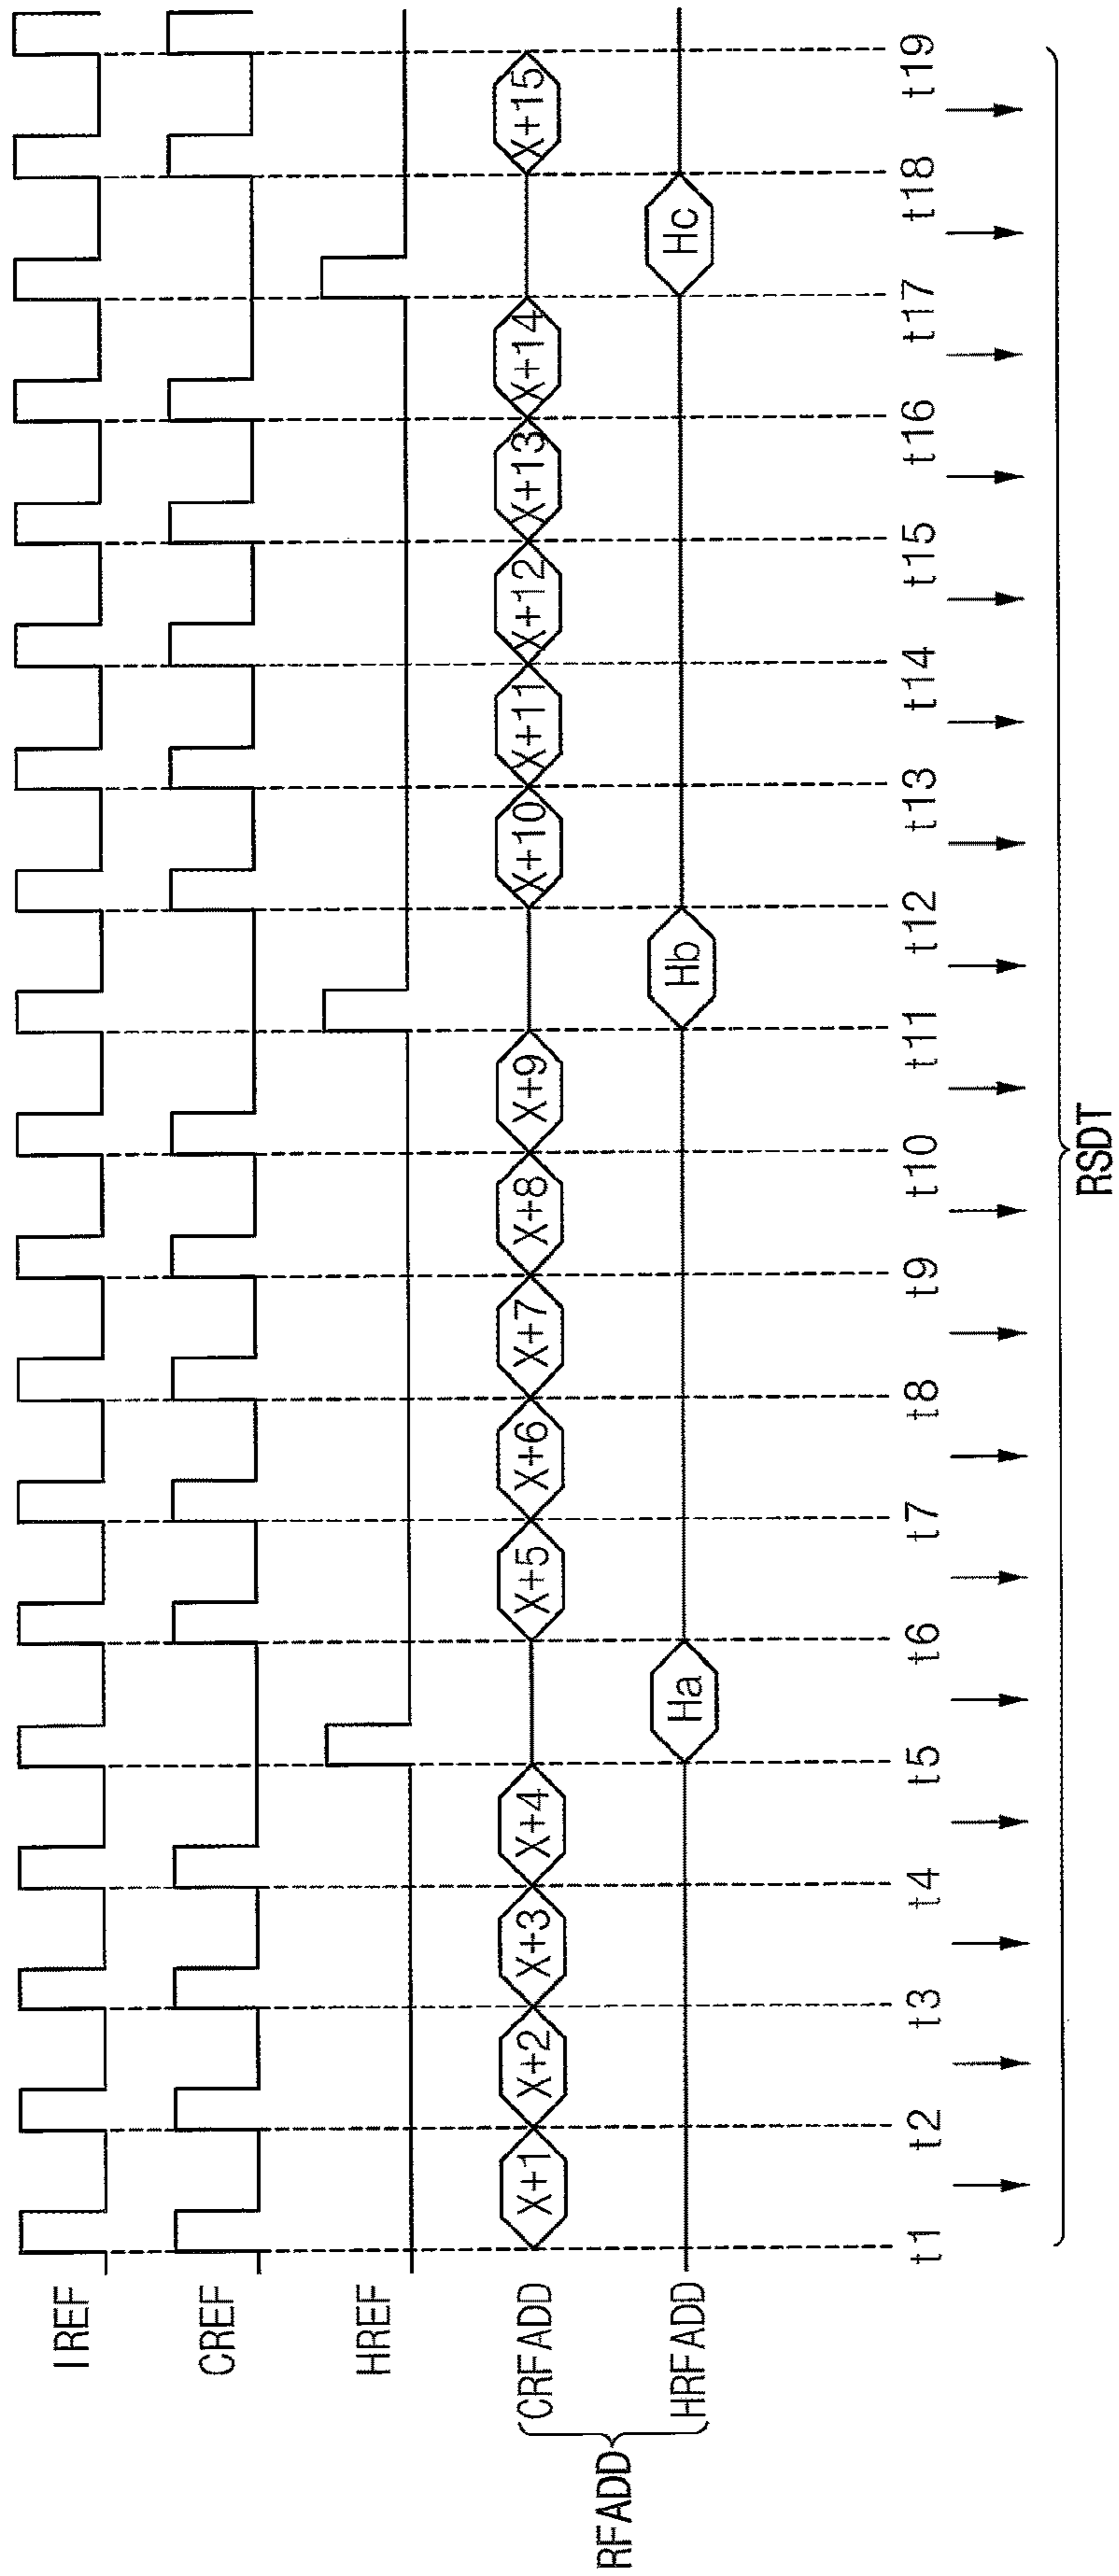 IREF
CREF
HREF
RFADD
CRFADD
X+1 X+2 X+3 X+4 X+5 X+6 X+7 X+8 X+9 X+10 X+11 X+12 X+13 X+14 X+15
HRFADD
Ha Hb Hc
t1 t2 t3 t4 t5 t6 t7 t8 t9 t10 t11 t12 t13 t14 t15 t16 t17 t18 t19
RSDT